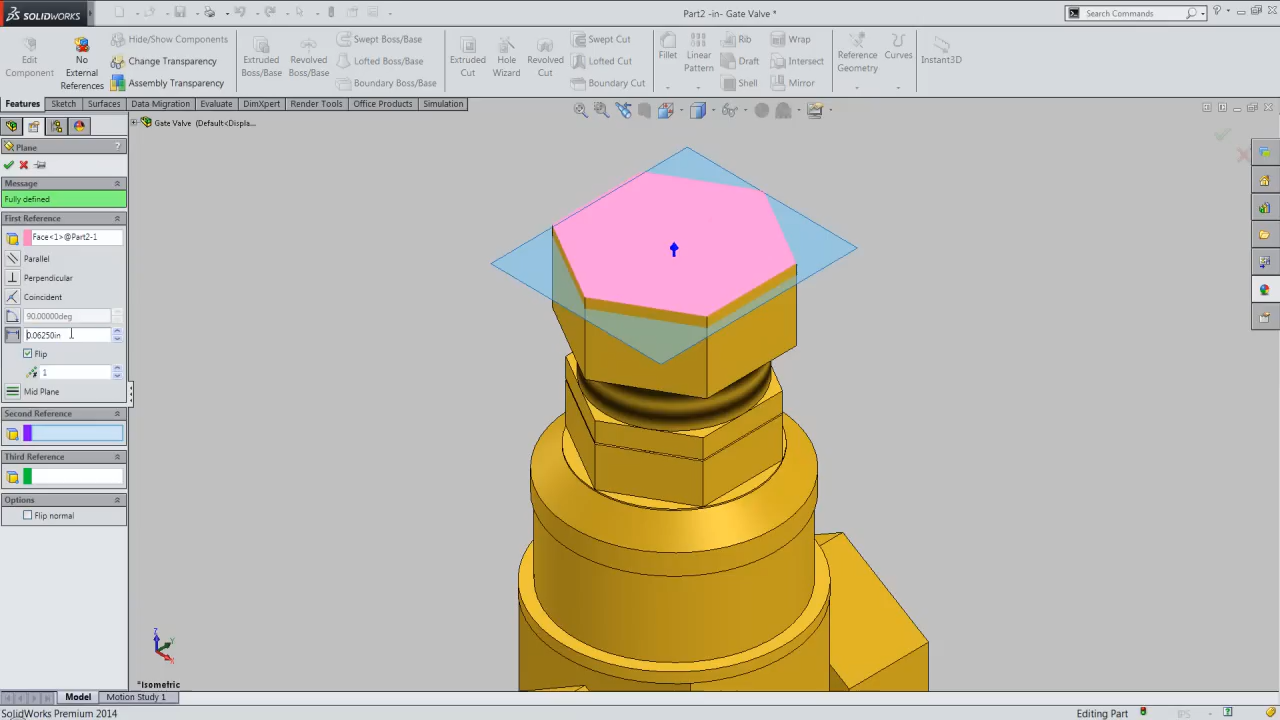 SOLIDWORKS
Part2 -in- Gate Valve *
Search Commands
Edit Component
No External References
Hide/Show Components
Change Transparency
Assembly Transparency
Extruded Boss/Base
Revolved Boss/Base
Swept Boss/Base
Lofted Boss/Base
Boundary Boss/Base
Extruded Cut
Hole Wizard
Revolved Cut
Swept Cut
Lofted Cut
Boundary Cut
Fillet
Linear Pattern
Rib
Draft
Shell
Wrap
Intersect
Mirror
Reference Geometry
Curves
Instant3D
Features Sketch Surfaces Data Migration Evaluate DimXpert Render Tools Office Products Simulation
Gate Valve (Default<Displa...
Plane ?
Message
Fully defined
First Reference
Face<1>@Part2-1
Parallel
Perpendicular
Coincident
90.00000deg
0.06250in
Flip
1
Mid Plane
Second Reference
Third Reference
Options
Flip normal
Z
Y
X
*Isometric
Model Motion Study 1
SolidWorks Premium 2014
Editing Part